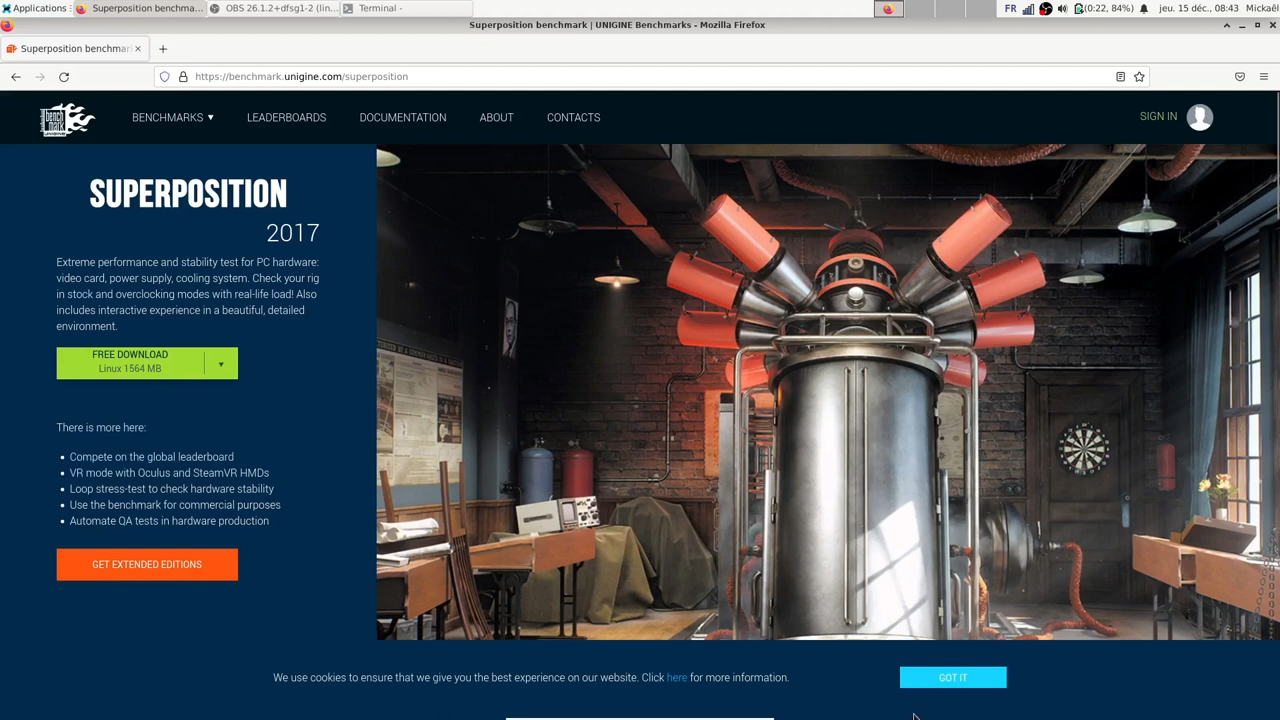 Applications
Superposition benchma...
OBS 26.1.2+dfsg1-2 (lin...
Terminal -
FR
(0:22, 84%)
jeu. 15 déc., 08:43
Mickaël
Superposition benchmark | UNIGINE Benchmarks - Mozilla Firefox
Superposition benchmar
https://benchmark.unigine.com/superposition
bench
mark
UNIGINE
BENCHMARKS ▼
LEADERBOARDS
DOCUMENTATION
ABOUT
CONTACTS
SIGN IN
SUPERPOSITION
2017
Extreme performance and stability test for PC hardware:
video card, power supply, cooling system. Check your rig
in stock and overclocking modes with real-life load! Also
includes interactive experience in a beautiful, detailed
environment.
FREE DOWNLOAD
Linux 1564 MB
There is more here:
• Compete on the global leaderboard
• VR mode with Oculus and SteamVR HMDs
• Loop stress-test to check hardware stability
• Use the benchmark for commercial purposes
• Automate QA tests in hardware production
GET EXTENDED EDITIONS
We use cookies to ensure that we give you the best experience on our website. Click here for more information.
GOT IT